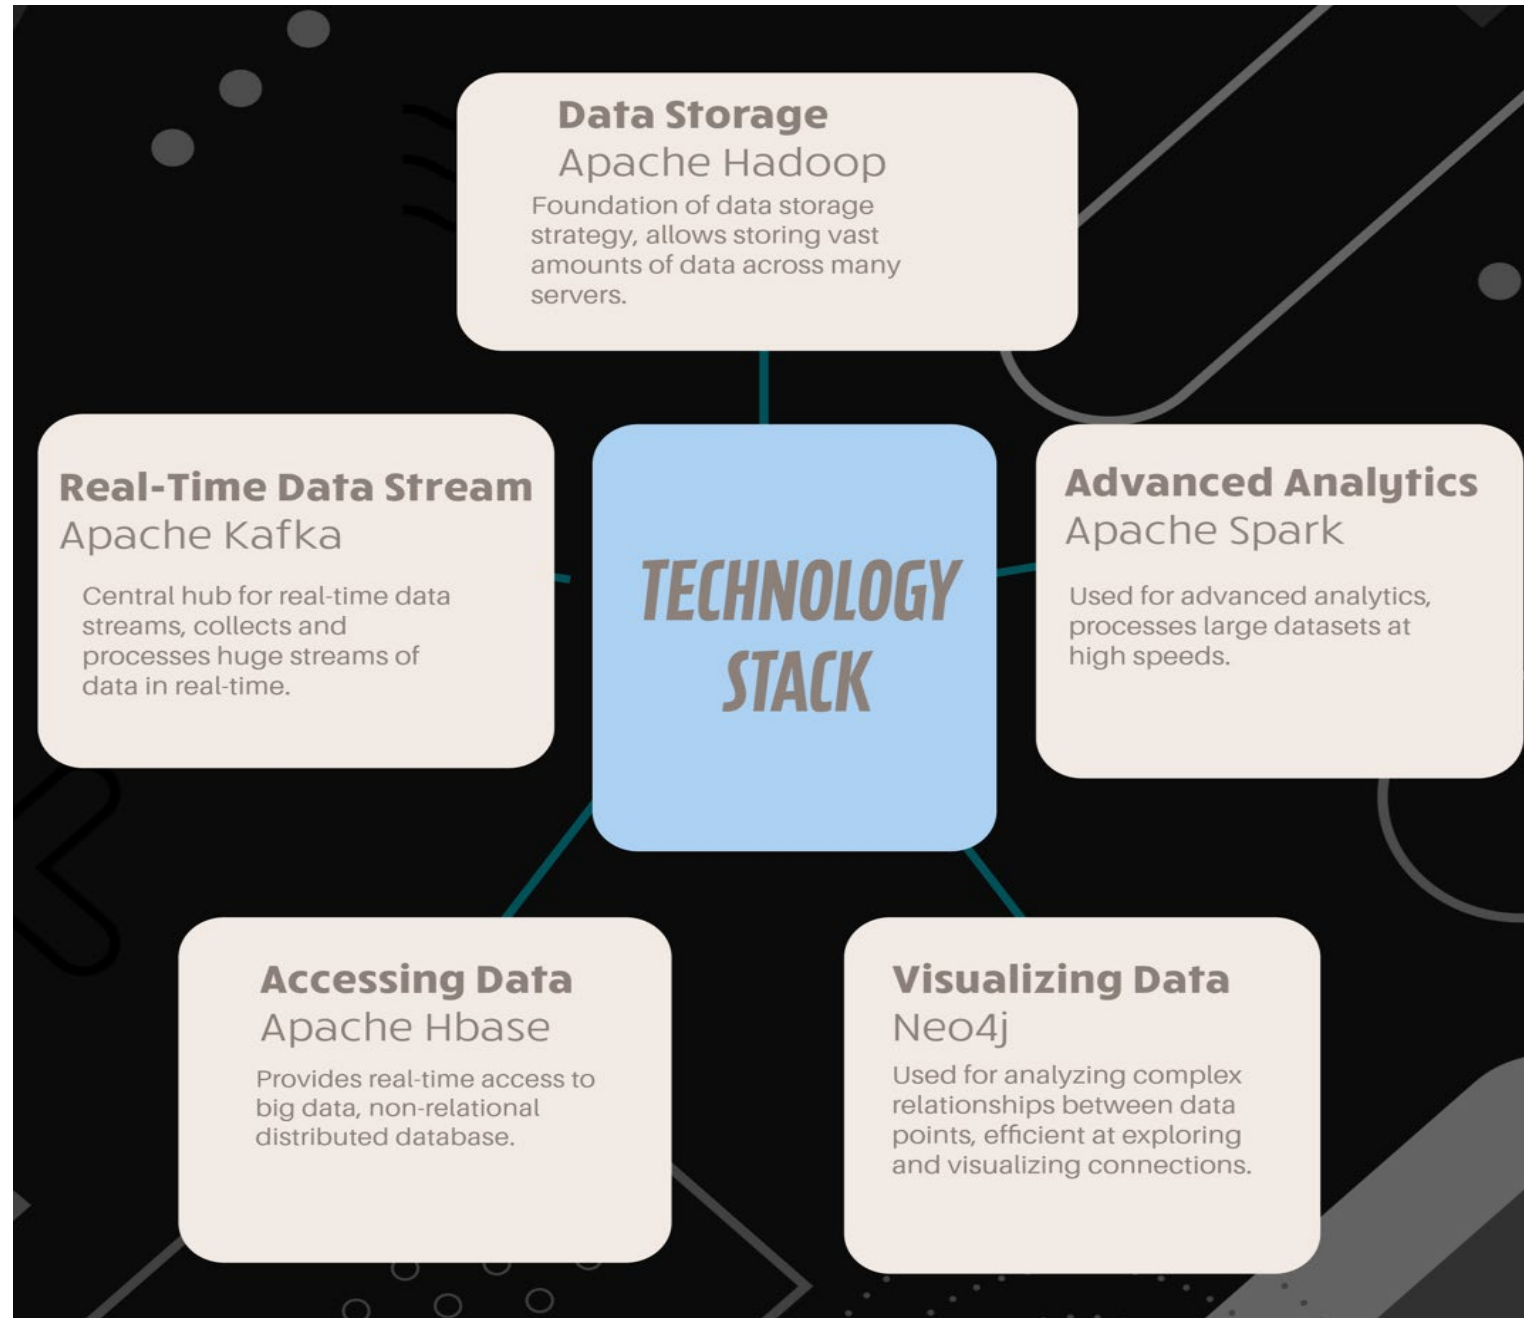 Data Storage
Apache Hadoop
Foundation of data storage
strategy, allows storing vast
amounts of data across many
servers.
Real-Time Data Stream
Apache Kafka
Central hub for real-time data
streams, collects and
processes huge streams of
data in real-time.
TECHNOLOGY
STACK
Advanced Analytics
Apache Spark
Used for advanced analytics,
processes large datasets at
high speeds.
Accessing Data
Apache Hbase
Provides real-time access to
big data, non-relational
distributed database.
Visualizing Data
Neo4j
Used for analyzing complex
relationships between data
points, efficient at exploring
and visualizing connections.